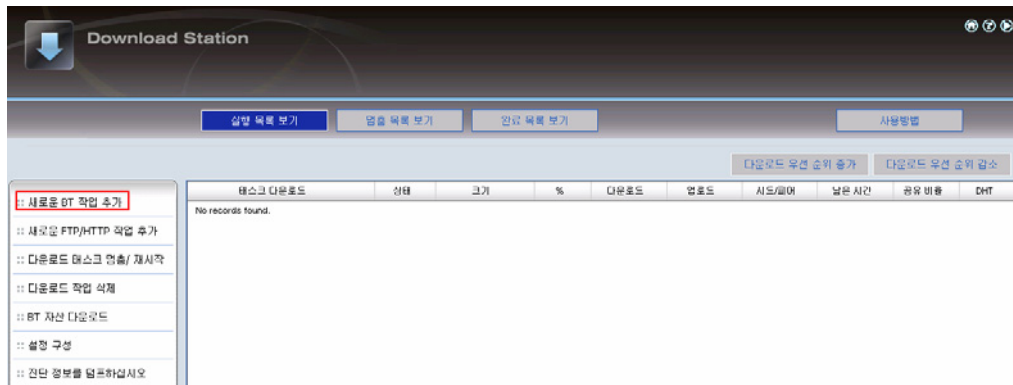 Download Station
실행 목록 보기
멈춤 목록 보기
완료 목록 보기
사용방법
다운로드 우선 순위 증가
다운로드 우선 순위 감소
태스크 다운로드 상태 크기 % 다운로드 업로드 시드/피어 남은 시간 공유 비율 DHT
No records found.
:: 새로운 BT 작업 추가
:: 새로운 FTP/HTTP 작업 추가
:: 다운로드 태스크 멈춤/ 재시작
:: 다운로드 작업 삭제
:: BT 자산 다운로드
:: 설정 구성
:: 진단 정보를 덤프하십시오